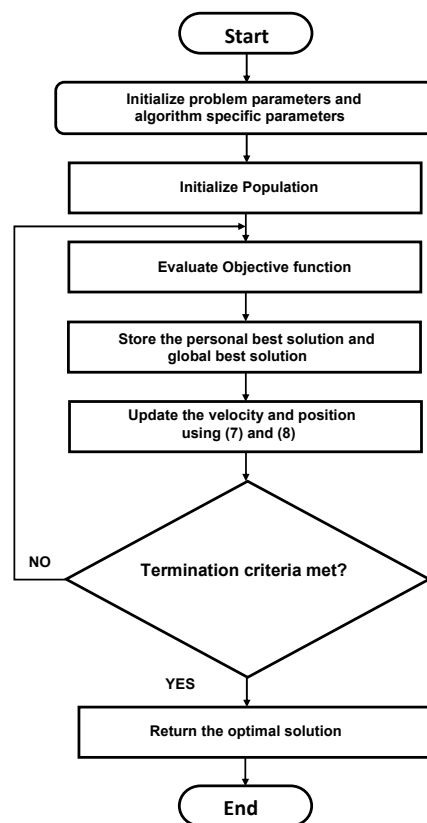 Start
Initialize problem parameters and
algorithm specific parameters
Initialize Population
Evaluate Objective function
Store the personal best solution and
global best solution
Update the velocity and position
using (7) and (8)
Termination criteria met?
NO
YES
Return the optimal solution
End